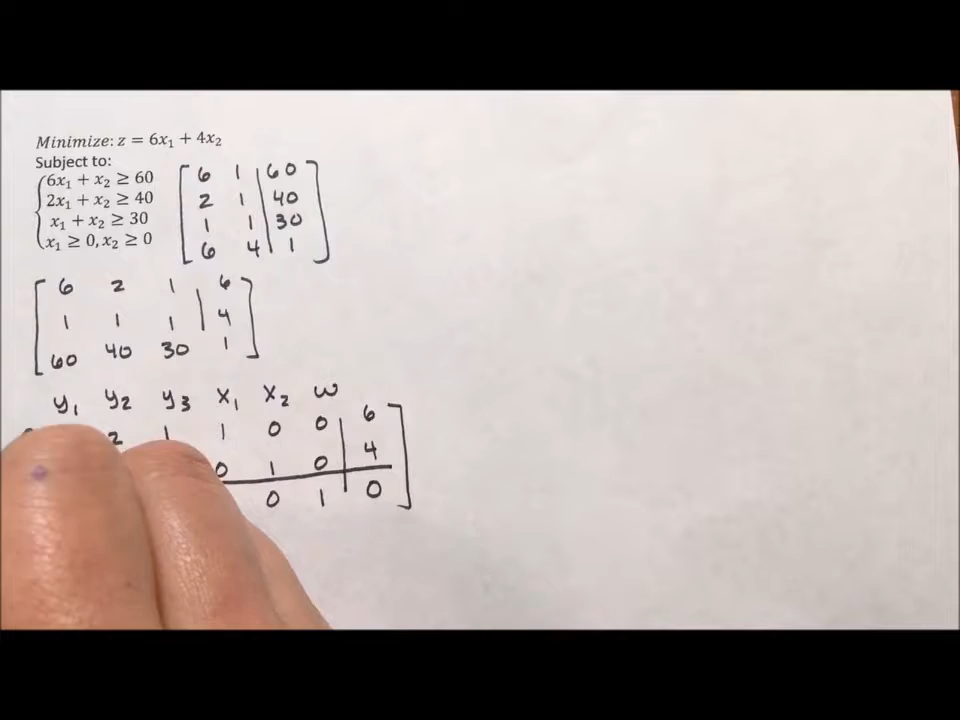 Minimize: z = 6x₁ + 4x₂
Subject to:
6x₁ + x₂ ≥ 60
2x₁ + x₂ ≥ 40
x₁ + x₂ ≥ 30
x₁ ≥ 0, x₂ ≥ 0
6 1 60
2 1 40
1 1 30
6 4 1
6 2 1 6
1 1 1 4
60 40 30 1
y₁ y₂ y₃ x₁ x₂ w
2 1 1 0 0 6
0 1 0 4
0 1 0